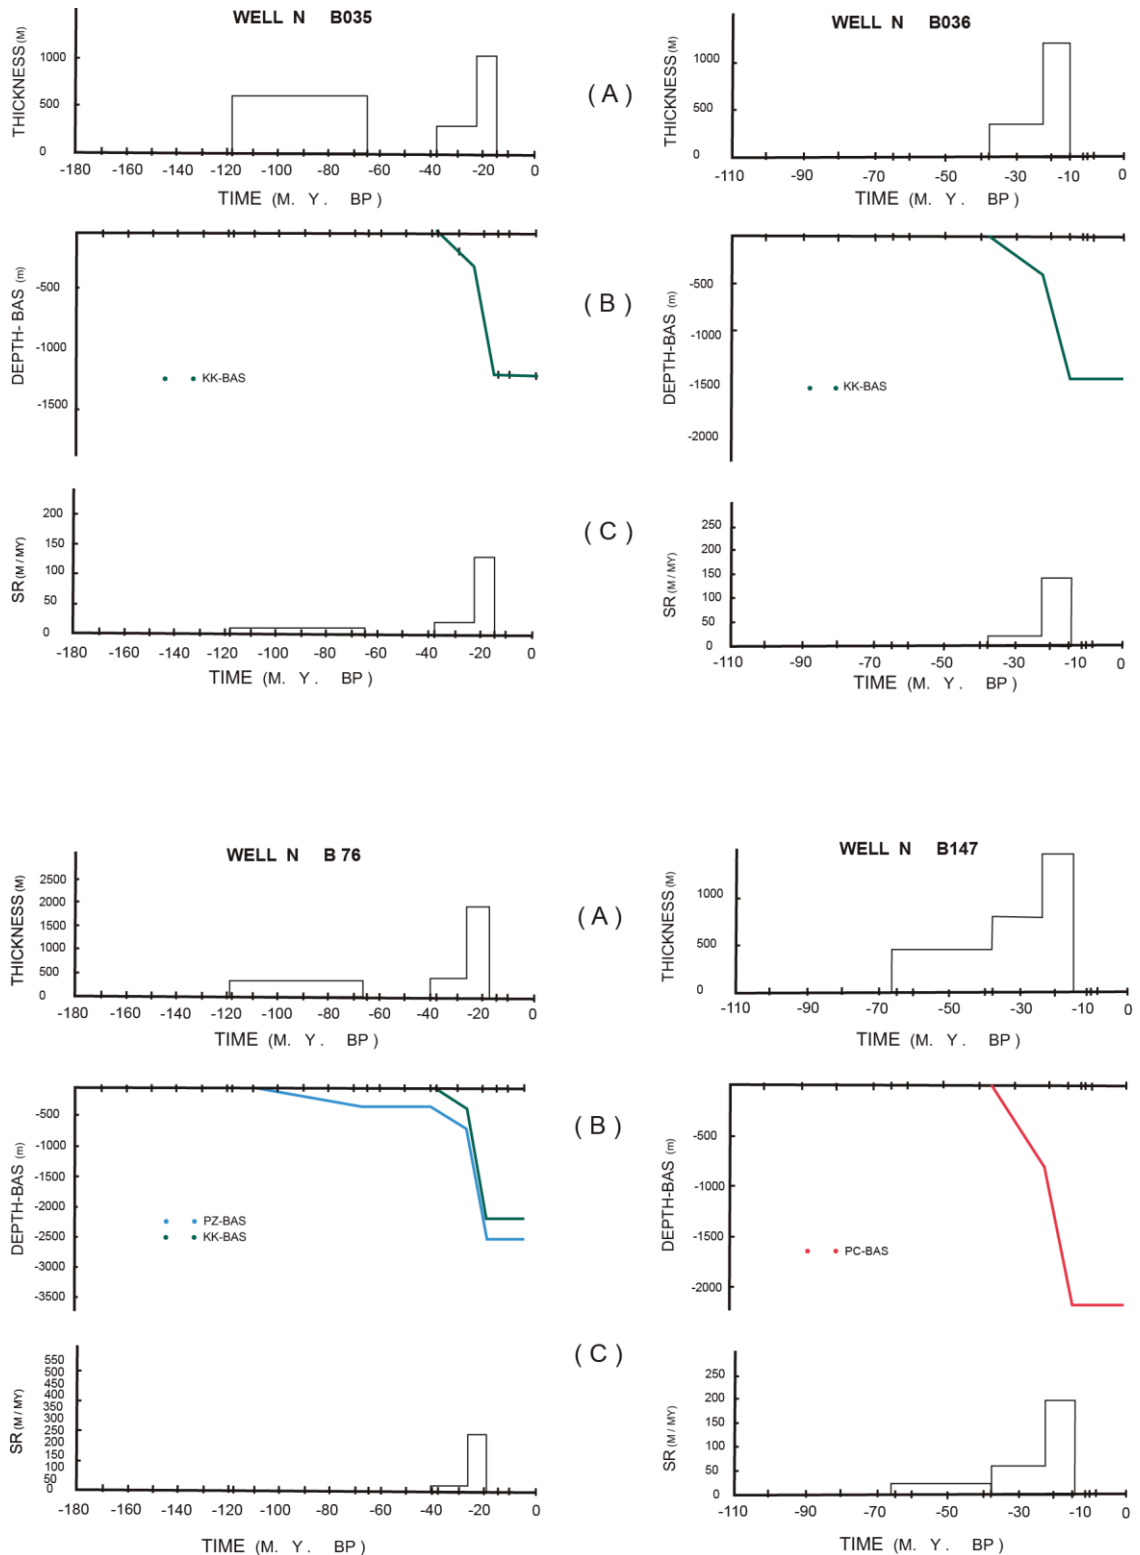 WELL N B035
THICKNESS (M)
1000
500
0
-180 -160 -140 -120 -100 -80 -60 -40 -20 0
TIME (M. Y. BP)
( A )
WELL N B036
THICKNESS (M)
1000
500
0
-110 -90 -70 -50 -30 -10 0
TIME (M. Y. BP)
DEPTH- BAS (m)
-500
-1000
-1500
KK-BAS
( B )
DEPTH-BAS (m)
-500
-1000
-1500
-2000
KK-BAS
SR (M / MY)
200
150
100
50
0
-180 -160 -140 -120 -100 -80 -60 -40 -20 0
TIME (M. Y. BP)
( C )
SR (M / MY)
250
200
150
100
50
0
-110 -90 -70 -50 -30 -10 0
TIME (M. Y. BP)
WELL N B 76
THICKNESS (M)
2500
2000
1500
1000
500
0
-180 -160 -140 -120 -100 -80 -60 -40 -20 0
TIME (M. Y. BP)
( A )
WELL N B147
THICKNESS (M)
1000
500
0
-110 -90 -70 -50 -30 -10 0
TIME (M. Y. BP)
DEPTH-BAS (m)
-500
-1000
-1500
-2000
-2500
-3000
-3500
PZ-BAS
KK-BAS
( B )
DEPTH-BAS (m)
-500
-1000
-1500
-2000
PC-BAS
SR (M / MY)
550
500
450
400
350
300
250
200
150
100
50
0
-180 -160 -140 -120 -100 -80 -60 -40 -20 0
TIME (M. Y. BP)
( C )
SR (M / MY)
250
200
150
100
50
0
-110 -90 -70 -50 -30 -10 0
TIME (M. Y. BP)